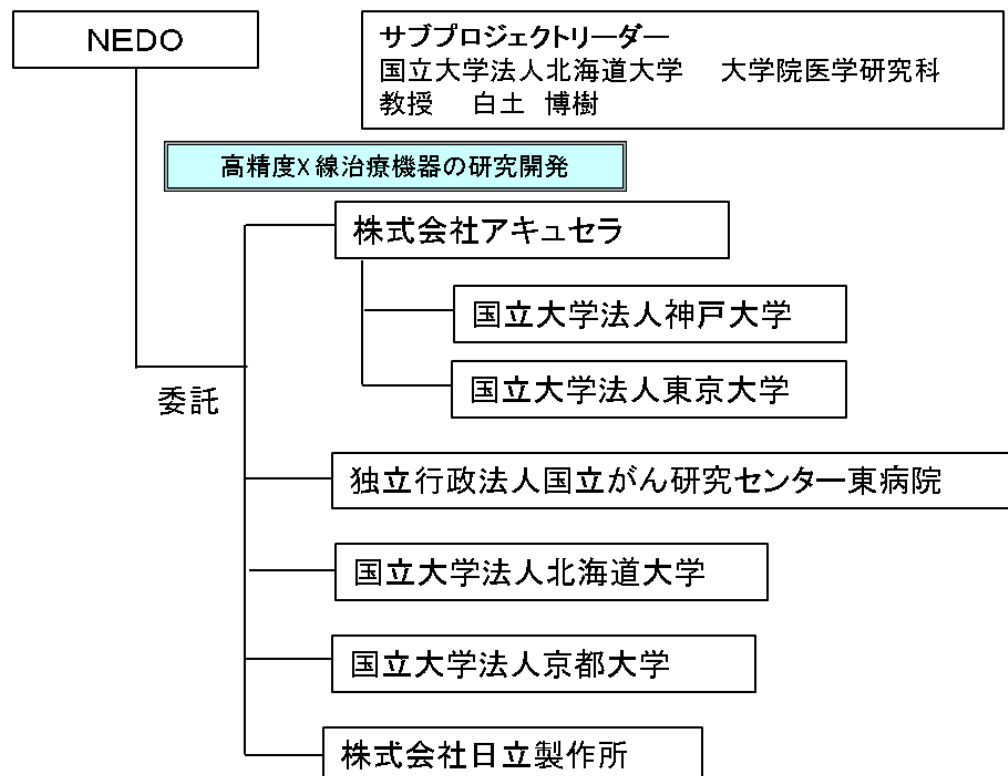 NEDO
サブプロジェクトリーダー
国立大学法人北海道大学 大学院医学研究科
教授 白土 博樹
高精度X線治療機器の研究開発
株式会社アキュセラ
国立大学法人神戸大学
国立大学法人東京大学
委託
独立行政法人国立がん研究センター東病院
国立大学法人北海道大学
国立大学法人京都大学
株式会社日立製作所